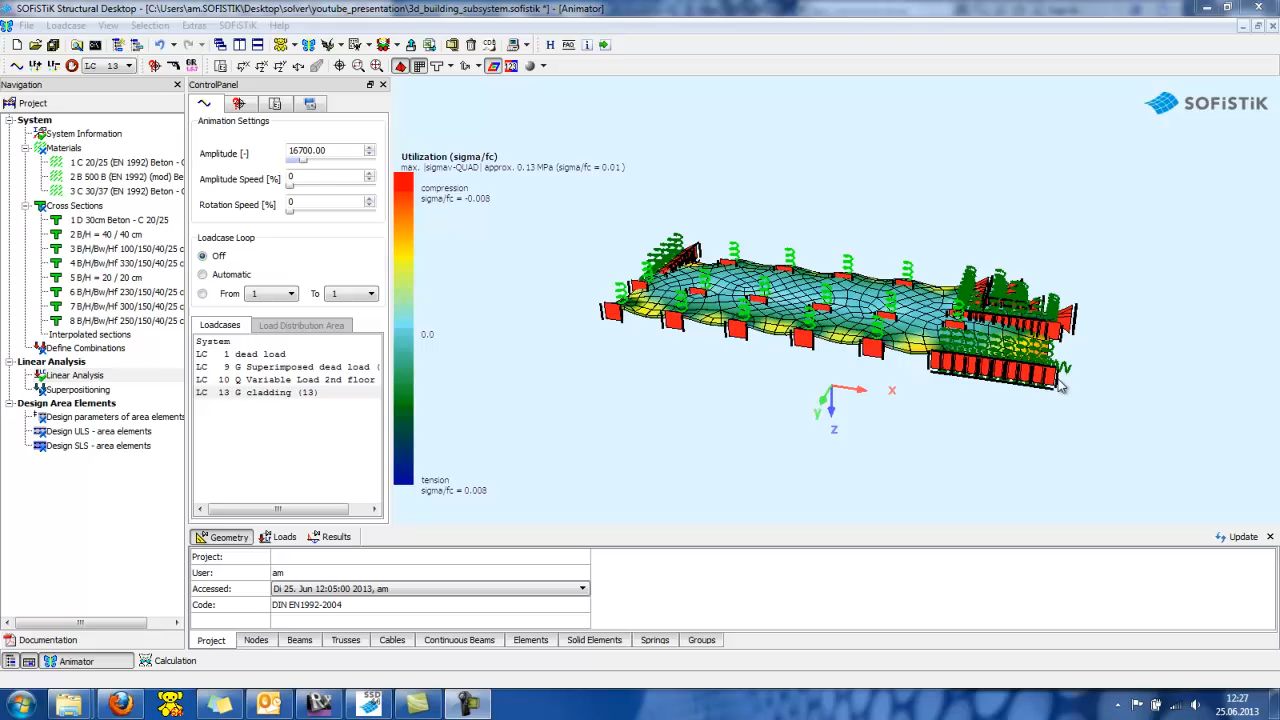 SOFiSTiK Structural Desktop - [C:\Users\am.SOFISTIK\Desktop\solver\youtube_presentation\3d_building_subsystem.sofistik *] - [Animator]
File Loadcase View Selection Extras SOFiSTiK Help
LC 13
Navigation
ControlPanel
Project
System
System Information
Materials
1 C 20/25 (EN 1992) Beton - C
2 B 500 B (EN 1992) (mod) Be
3 C 30/37 (EN 1992) Beton - C
Cross Sections
1 D 30cm Beton - C 20/25
2 B/H = 40 / 40 cm
3 B/H/Bw/Hf 100/150/40/25 c
4 B/H/Bw/Hf 330/150/40/25 c
5 B/H = 20 / 20 cm
6 B/H/Bw/Hf 230/150/40/25 c
7 B/H/Bw/Hf 300/150/40/25 c
8 B/H/Bw/Hf 250/150/40/25 c
Interpolated sections
Define Combinations
Linear Analysis
Linear Analysis
Superpositioning
Design Area Elements
Design parameters of area elements
Design ULS - area elements
Design SLS - area elements
Documentation
Animation Settings
Amplitude [-] 16700.00
Amplitude Speed [%] 0
Rotation Speed [%] 0
Loadcase Loop
Off
Automatic
From 1 To 1
Loadcases Load Distribution Area
System
LC 1 dead load
LC 9 G Superimposed dead load (
LC 10 Q Variable Load 2nd floor
LC 13 G cladding (13)
SOFiSTiK
Utilization (sigma/fc)
max. |sigmav-QUAD| approx. 0.13 MPa (sigma/fc = 0.01 )
compression
sigma/fc = -0.008
0.0
tension
sigma/fc = 0.008
x
y
z
Geometry Loads Results
Update
Project:
User: am
Accessed: Di 25. Jun 12:05:00 2013, am
Code: DIN EN1992-2004
Project Nodes Beams Trusses Cables Continuous Beams Elements Solid Elements Springs Groups
Animator Calculation
12:27
25.06.2013